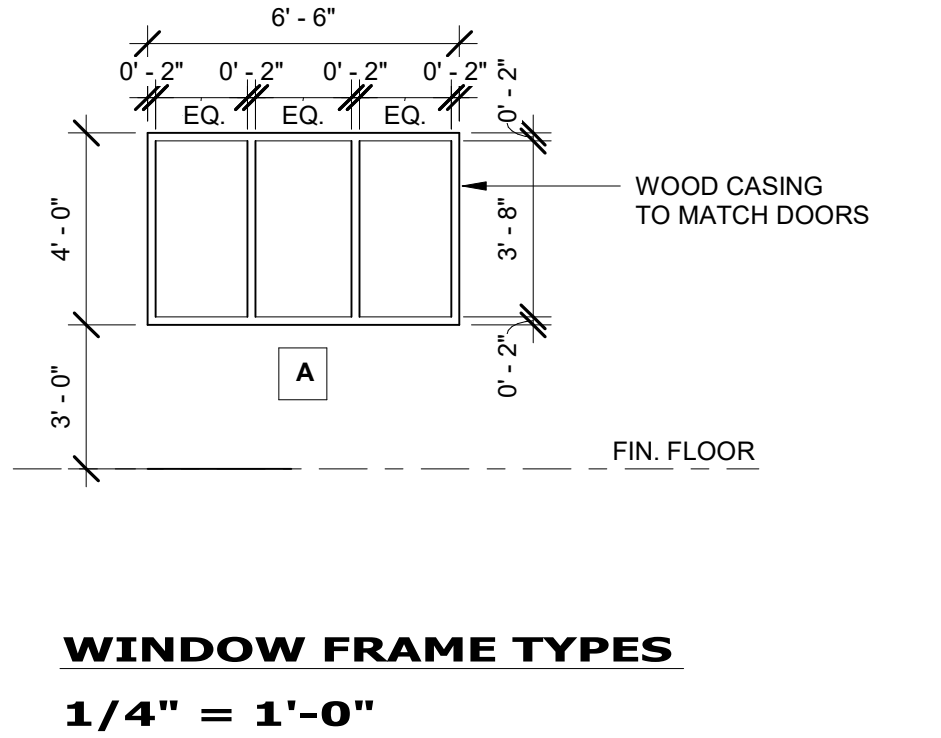 6' - 6"
0' - 2"
0' - 2"
0' - 2"
0' - 2"
0' - 2"
EQ.
EQ.
EQ.
4' - 0"
3' - 8"
WOOD CASING
TO MATCH DOORS
0' - 2"
A
3' - 0"
FIN. FLOOR
WINDOW FRAME TYPES
1/4" = 1'-0"